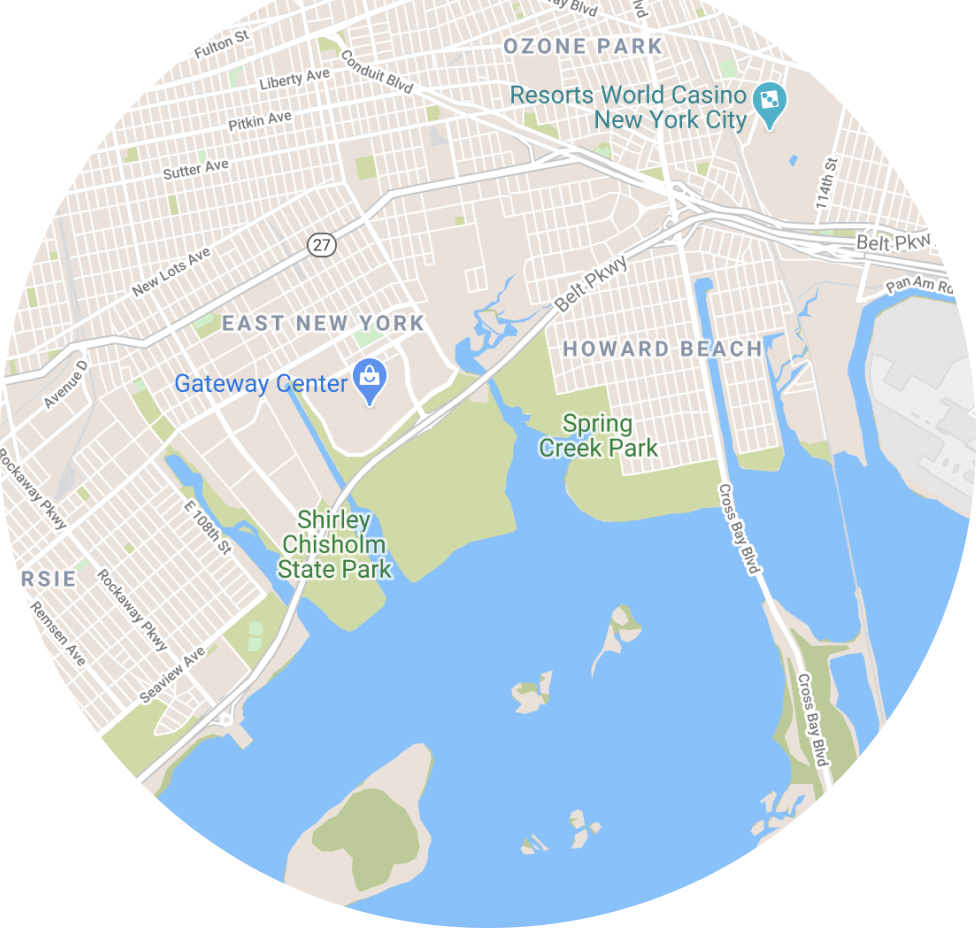 ay Blvd
lvd
Fulton St
OZONE PARK
Conduit Blvd
Liberty Ave
Resorts World Casino
New York City
Pitkin Ave
Sutter Ave
114th St
27
Belt Pkw
New Lots Ave
Belt Pkwy
Pan Am Rd
EAST NEW YORK
HOWARD BEACH
Avenue D
Gateway Center
Spring
Creek Park
Rockaway Pkwy
E 108th St
Cross Bay Blvd
Shirley
Chisholm
State Park
RSIE
Rockaway Pkwy
Remsen Ave
Seaview Ave
Cross Bay Blvd